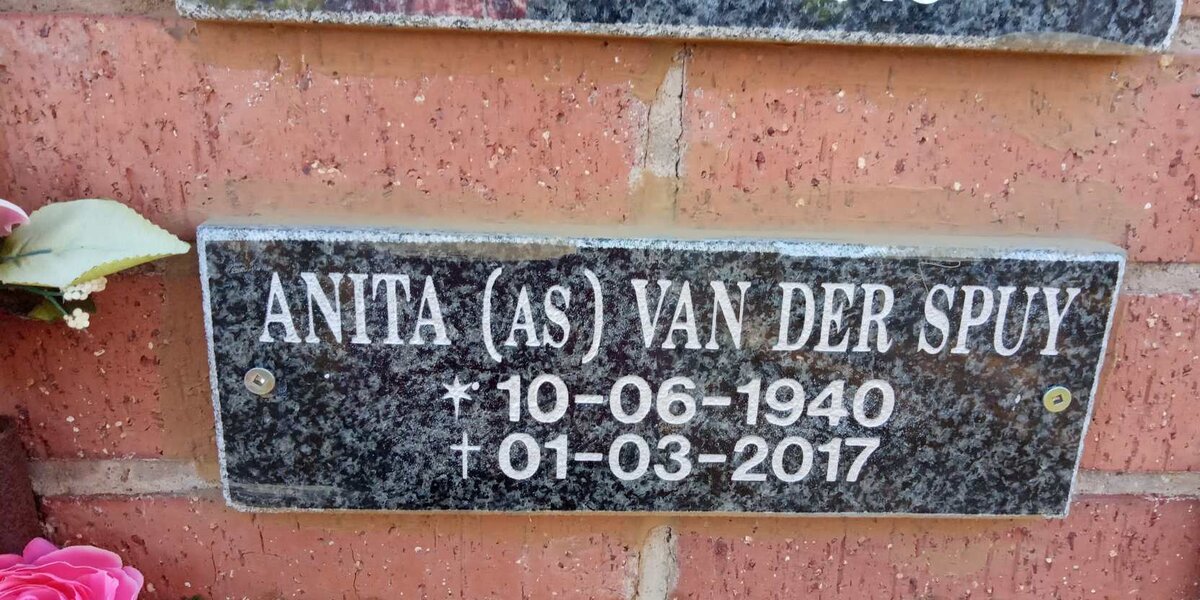 ANITA (AS) VAN DER SPUY
* 10-06-1940
† 01-03-2017